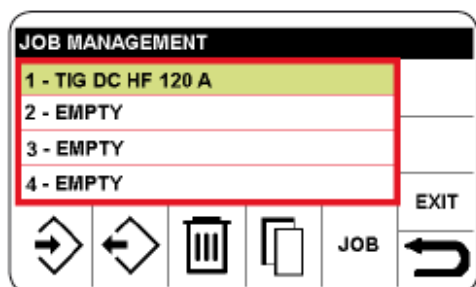 JOB MANAGEMENT
1 - TIG DC HF 120 A
2 - EMPTY
3 - EMPTY
4 - EMPTY
EXIT
JOB